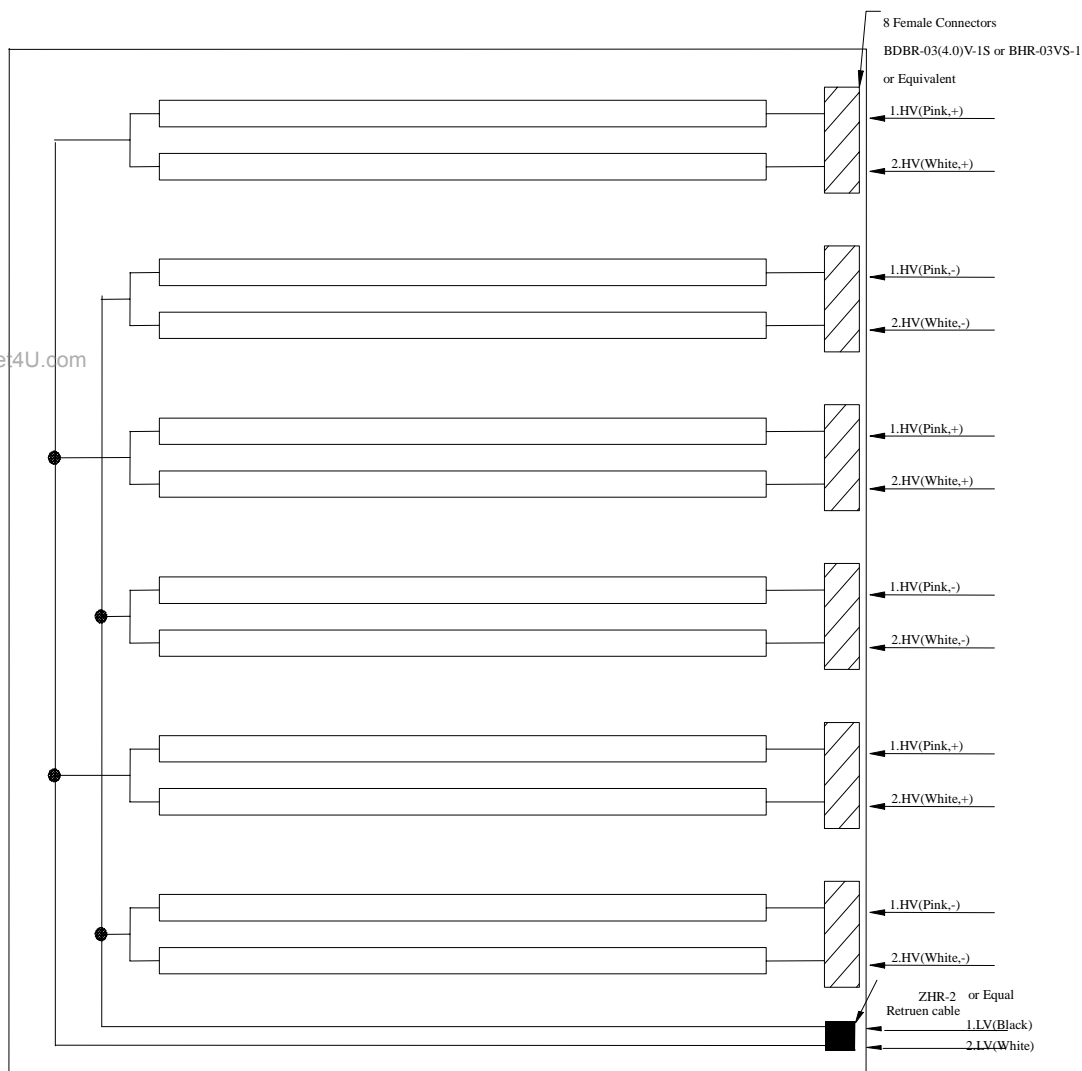 8 Female Connectors
BDBR-03(4.0)V-1S or BHR-03VS-1
or Equivalent
1.HV(Pink,+)
2.HV(White,+)
1.HV(Pink,-)
2.HV(White,-)
et4U.com
1.HV(Pink,+)
2.HV(White,+)
1.HV(Pink,-)
2.HV(White,-)
1.HV(Pink,+)
2.HV(White,+)
1.HV(Pink,-)
2.HV(White,-)
ZHR-2 or Equal
Retruen cable
1.LV(Black)
2.LV(White)